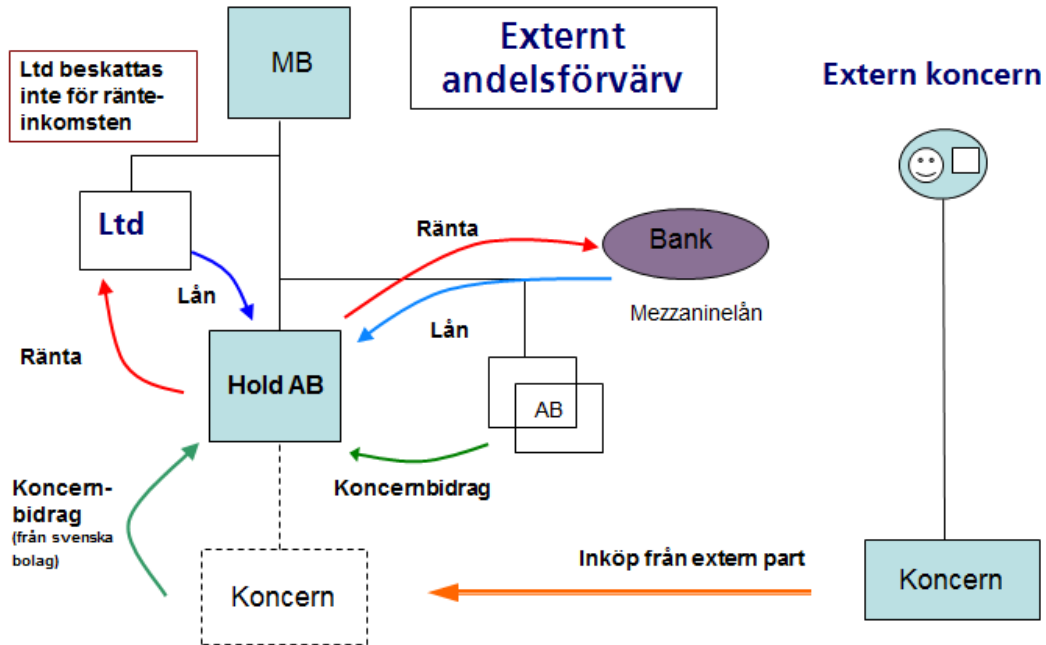 Ltd beskattas
inte för ränte-
inkomsten
MB
Externt
andelsförvärv
Extern koncern
Ltd
Ränta
Bank
Lån
Mezzaninelån
Lån
Ränta
Hold AB
AB
Koncernbidrag
Koncern-
bidrag
(från svenska
bolag)
Inköp från extern part
Koncern
Koncern